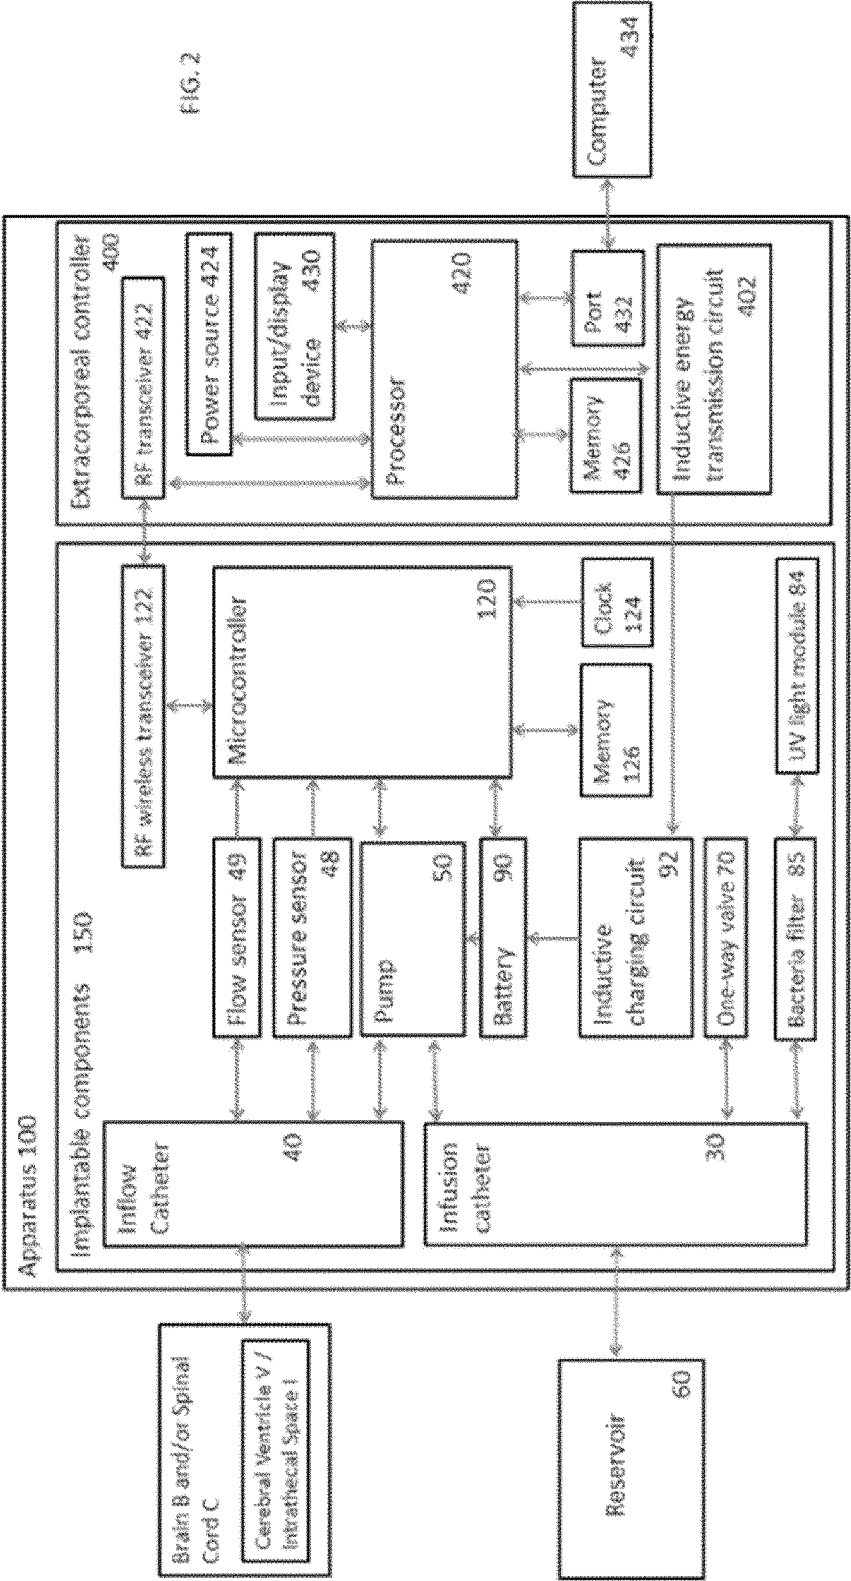 FIG. 2
Apparatus 100
Implantable components 150
Extracorporeal controller
400
Brain B and/or Spinal
Cord C
Cerebral Ventricle V /
Intrathecal Space I
Reservoir
60
Inflow
Catheter
40
Infusion
catheter
30
Flow sensor 49
Pressure sensor
48
Pump
50
Battery 90
Inductive
charging circuit
92
One-way valve 70
Bacteria filter 85
RF wireless transceiver 122
Microcontroller
120
Memory
126
Clock
124
UV light module 84
RF transceiver 422
Power source 424
Input/display
device 430
Processor
420
Memory
426
Port
432
Inductive energy
transmission circuit
402
Computer
434